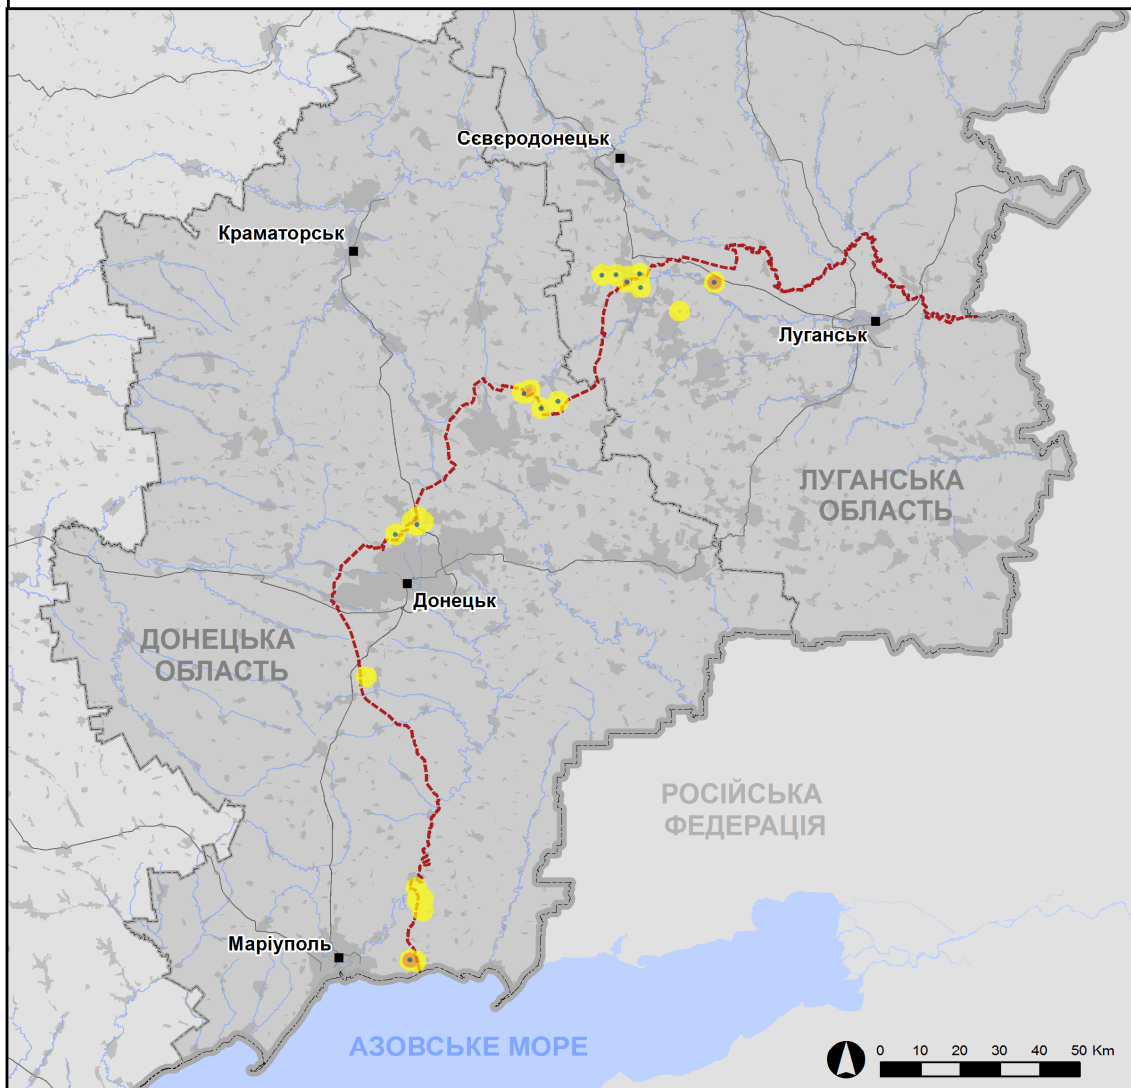 Сєвєродонецьк
Краматорськ
Луганськ
ЛУГАНСЬКА
ОБЛАСТЬ
Донецьк
ДОНЕЦЬКА
ОБЛАСТЬ
РОСІЙСЬКА
ФЕДЕРАЦІЯ
Маріуполь
АЗОВСЬКЕ МОРЕ
0 10 20 30 40 50 Km